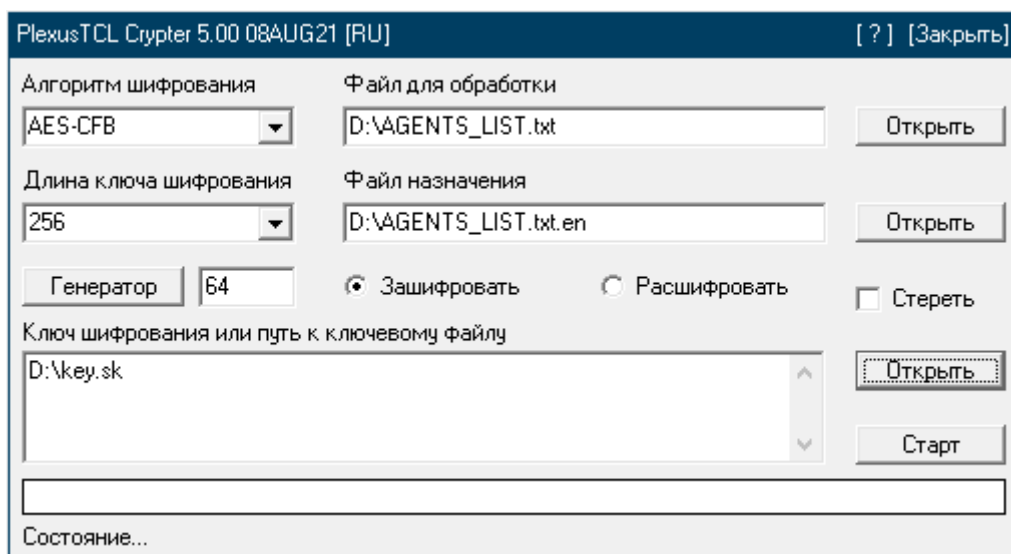 PlexusTCL Crypter 5.00 08AUG21 [RU] [ ? ] [Закрыть]
Алгоритм шифрования Файл для обработки
AES-CFB D:\AGENTS_LIST.txt Открыть
Длина ключа шифрования Файл назначения
256 D:\AGENTS_LIST.txt.en Открыть
Генератор 64 Зашифровать Расшифровать Стереть
Ключ шифрования или путь к ключевому файлу
D:\key.sk Открыть
Старт
Состояние...